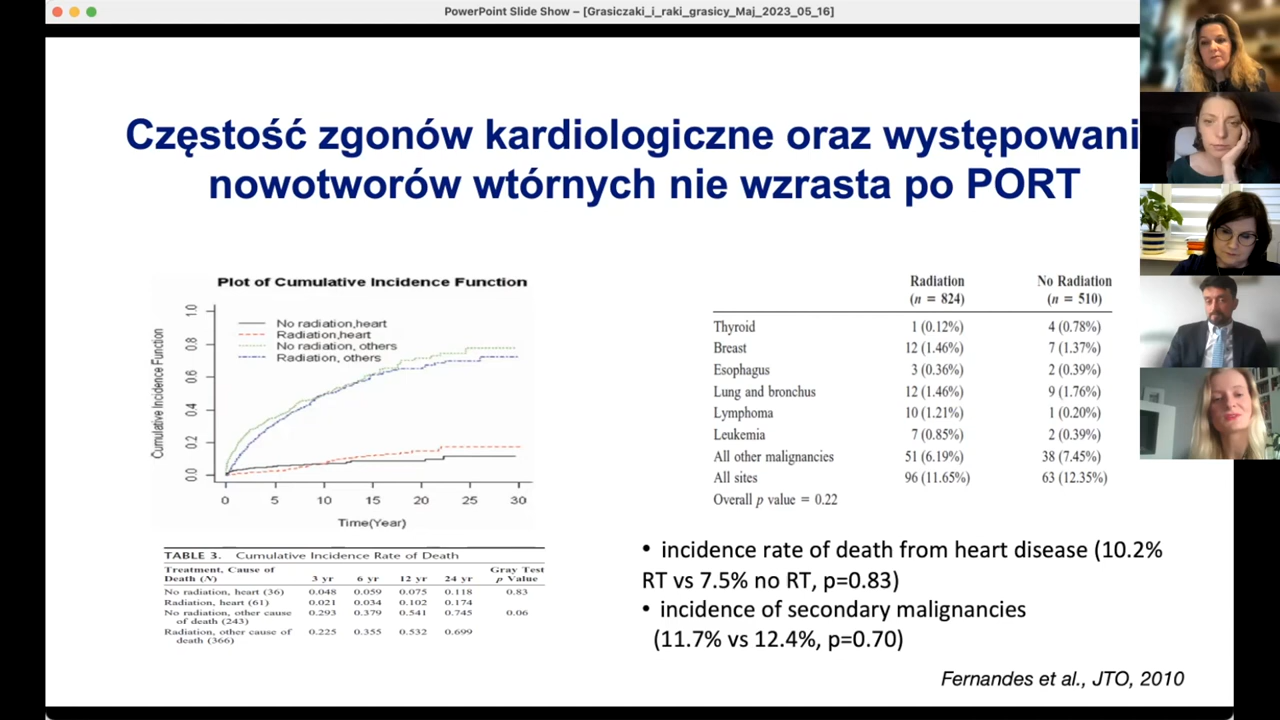 PowerPoint Slide Show – [Grasiczaki_i_raki_grasicy_Maj_2023_05_16]
Częstość zgonów kardiologiczne oraz występowani
nowotworów wtórnych nie wzrasta po PORT
Plot of Cumulative Incidence Function
No radiation,heart
Radiation,heart
No radiation, others
Radiation, others
Cumulative Incidence Function
1.0
0.8
0.6
0.4
0.2
0.0
0 5 10 15 20 25 30
Time(Year)
TABLE 3. Cumulative Incidence Rate of Death
Treatment, Cause of Death (N) 3 yr 6 yr 12 yr 24 yr Gray Test p Value
No radiation, heart (36) 0.048 0.059 0.075 0.118 0.83
Radiation, heart (61) 0.021 0.034 0.102 0.174
No radiation, other cause of death (243) 0.293 0.379 0.541 0.745 0.06
Radiation, other cause of death (366) 0.225 0.355 0.532 0.699
Radiation No Radiation
(n = 824) (n = 510)
Thyroid 1 (0.12%) 4 (0.78%)
Breast 12 (1.46%) 7 (1.37%)
Esophagus 3 (0.36%) 2 (0.39%)
Lung and bronchus 12 (1.46%) 9 (1.76%)
Lymphoma 10 (1.21%) 1 (0.20%)
Leukemia 7 (0.85%) 2 (0.39%)
All other malignancies 51 (6.19%) 38 (7.45%)
All sites 96 (11.65%) 63 (12.35%)
Overall p value = 0.22
• incidence rate of death from heart disease (10.2%
RT vs 7.5% no RT, p=0.83)
• incidence of secondary malignancies
(11.7% vs 12.4%, p=0.70)
Fernandes et al., JTO, 2010